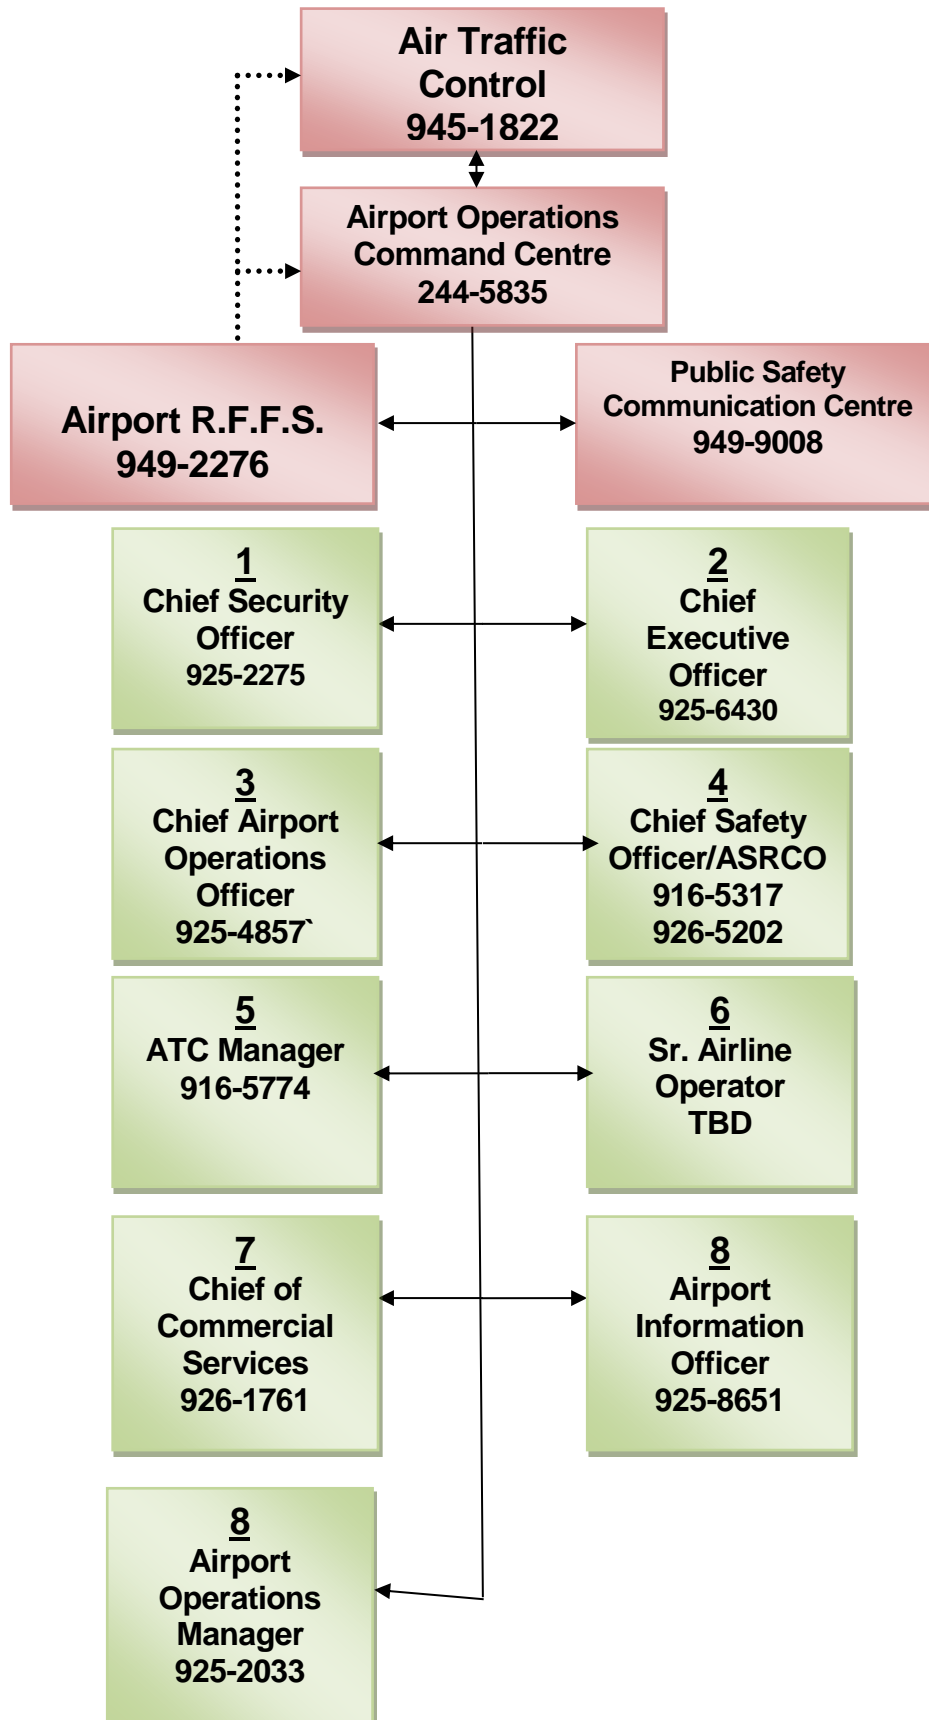 Air Traffic
Control
945-1822
Airport Operations
Command Centre
244-5835
Airport R.F.F.S.
949-2276
Public Safety
Communication Centre
949-9008
1
Chief Security
Officer
925-2275
2
Chief
Executive
Officer
925-6430
3
Chief Airport
Operations
Officer
925-4857`
4
Chief Safety
Officer/ASRCO
916-5317
926-5202
5
ATC Manager
916-5774
6
Sr. Airline
Operator
TBD
7
Chief of
Commercial
Services
926-1761
8
Airport
Information
Officer
925-8651
8
Airport
Operations
Manager
925-2033